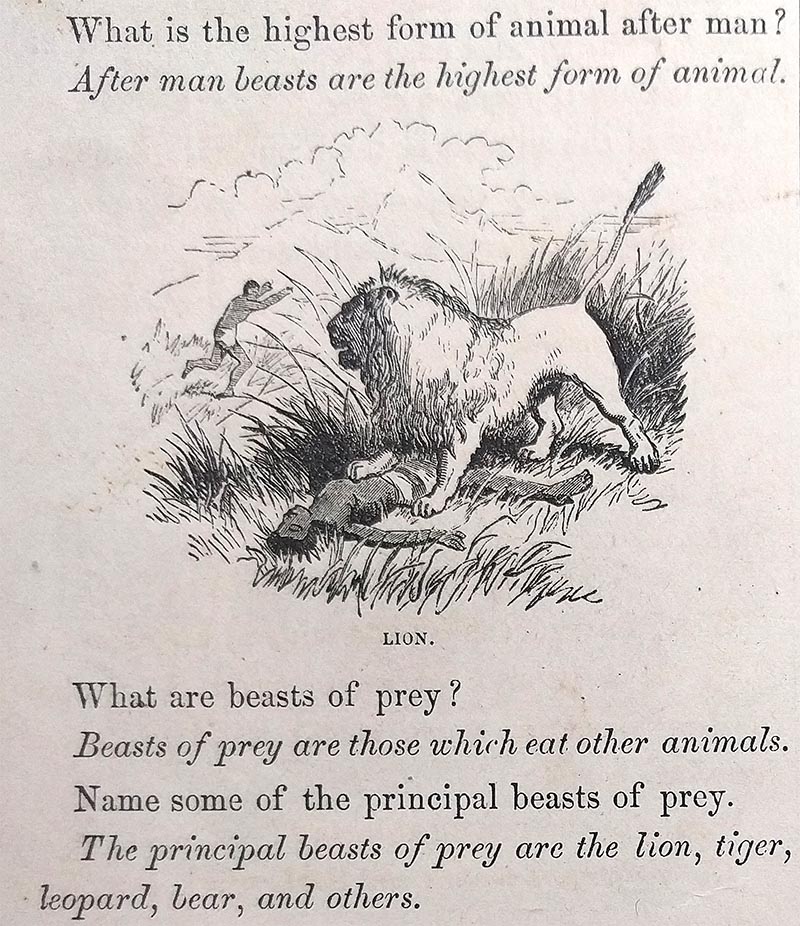 What is the highest form of animal after man?
After man beasts are the highest form of animal.
LION.
What are beasts of prey?
Beasts of prey are those which eat other animals.
Name some of the principal beasts of prey.
The principal beasts of prey are the lion, tiger,
leopard, bear, and others.